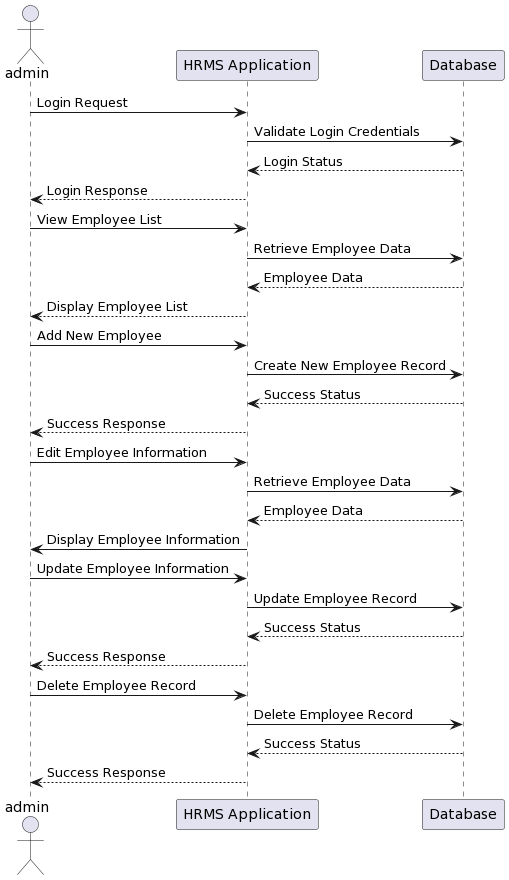 admin
HRMS Application
Database
Login Request
Validate Login Credentials
Login Status
Login Response
View Employee List
Retrieve Employee Data
Employee Data
Display Employee List
Add New Employee
Create New Employee Record
Success Status
Success Response
Edit Employee Information
Retrieve Employee Data
Employee Data
Display Employee Information
Update Employee Information
Update Employee Record
Success Status
Success Response
Delete Employee Record
Delete Employee Record
Success Status
Success Response
admin
HRMS Application
Database